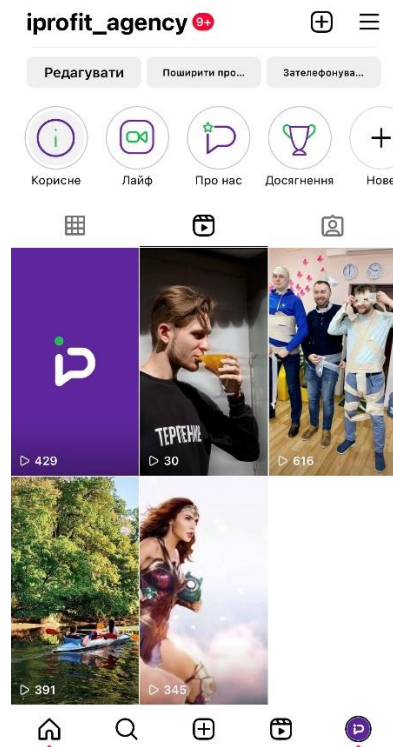 iprofit_agency 9+
Редагувати Поширити про... Зателефонува...
Корисне Лайф Про нас Досягнення Нове
429 30 616
ТЕРПЕНИЕ
391 345